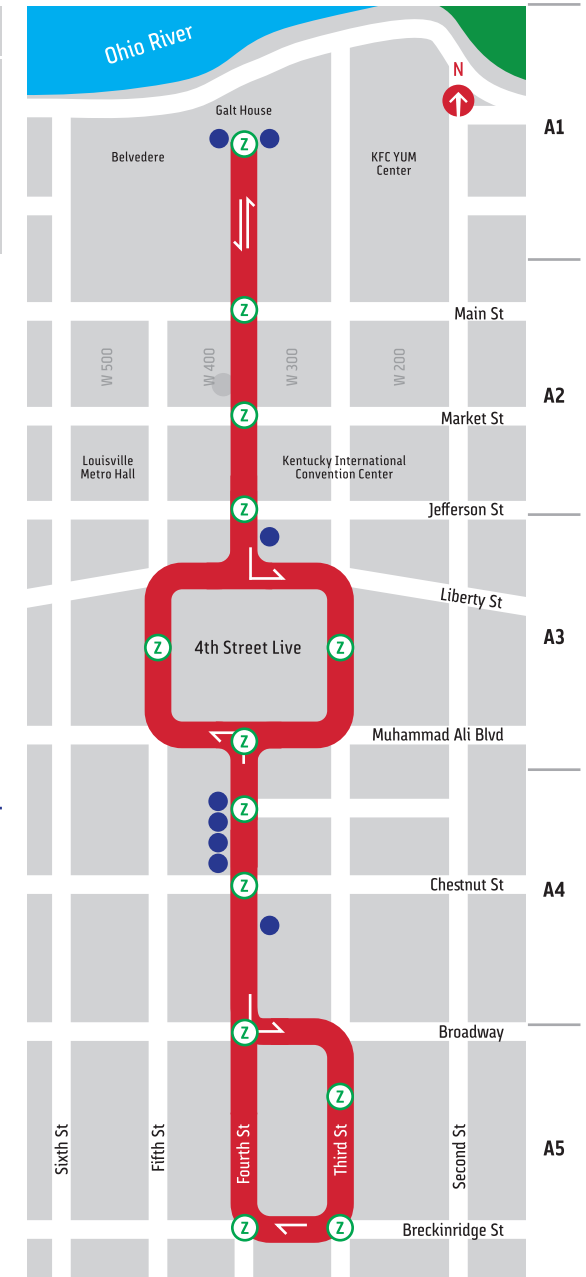 Ohio River
N
Galt House
Z
A1
Belvedere
KFC YUM
Center
Z
Main St
W 500
W 400
W 300
W 200
A2
Z
Market St
Louisville
Metro Hall
Kentucky International
Convention Center
Z
Jefferson St
Liberty St
Z
4th Street Live
Z
A3
Z
Muhammad Ali Blvd
Z
Z
Chestnut St
A4
Z
Broadway
Z
Sixth St
Fifth St
Fourth St
Third St
Second St
A5
Z
Z
Breckinridge St